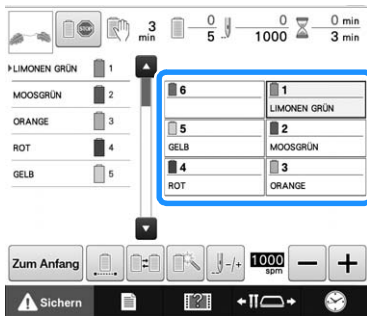 3 min
0 5
0 1000
0 min 3 min
LIMONEN GRÜN 1
MOOSGRÜN 2
ORANGE 3
ROT 4
GELB 5
6
1 LIMONEN GRÜN
5 GELB
2 MOOSGRÜN
4 ROT
3 ORANGE
Zum Anfang
-/+
1000 spm
− +
Sichern